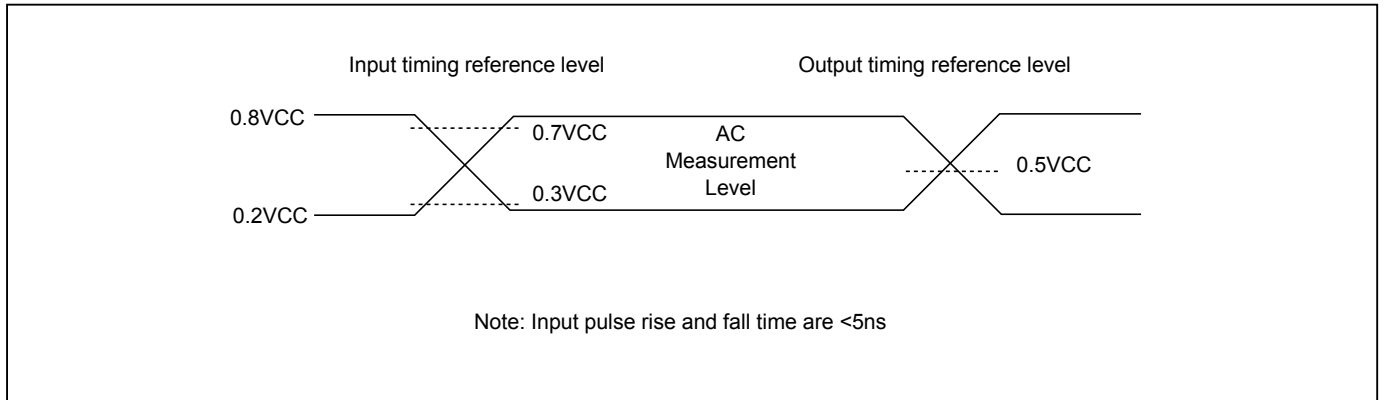 Input timing reference level
Output timing reference level
0.8VCC
0.7VCC
AC
Measurement
Level
0.5VCC
0.3VCC
0.2VCC
Note: Input pulse rise and fall time are <5ns